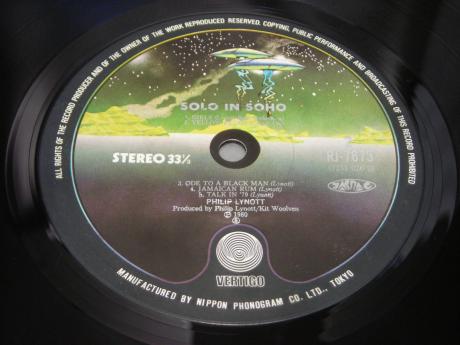 ALL RIGHTS OF THE RECORD PRODUCER AND OF THE OWNER OF THE WORK REPRODUCED RESERVED. COPYING, PUBLIC PERFORMANCE AND BROADCASTING OF THIS RECORD PROHIBITED
SOLO IN SOHO
STEREO 33⅓
RJ-7673
3. ODE TO A BLACK MAN (Lynott)
4. JAMAICAN RUM (Lynott)
5. TALK IN '79 (Lynott)
PHILIP LYNOTT
Produced by Philip Lynott/Kit Woolven
Ⓟ 1980
VERTIGO
MANUFACTURED BY NIPPON PHONOGRAM CO. LTD., TOKYO